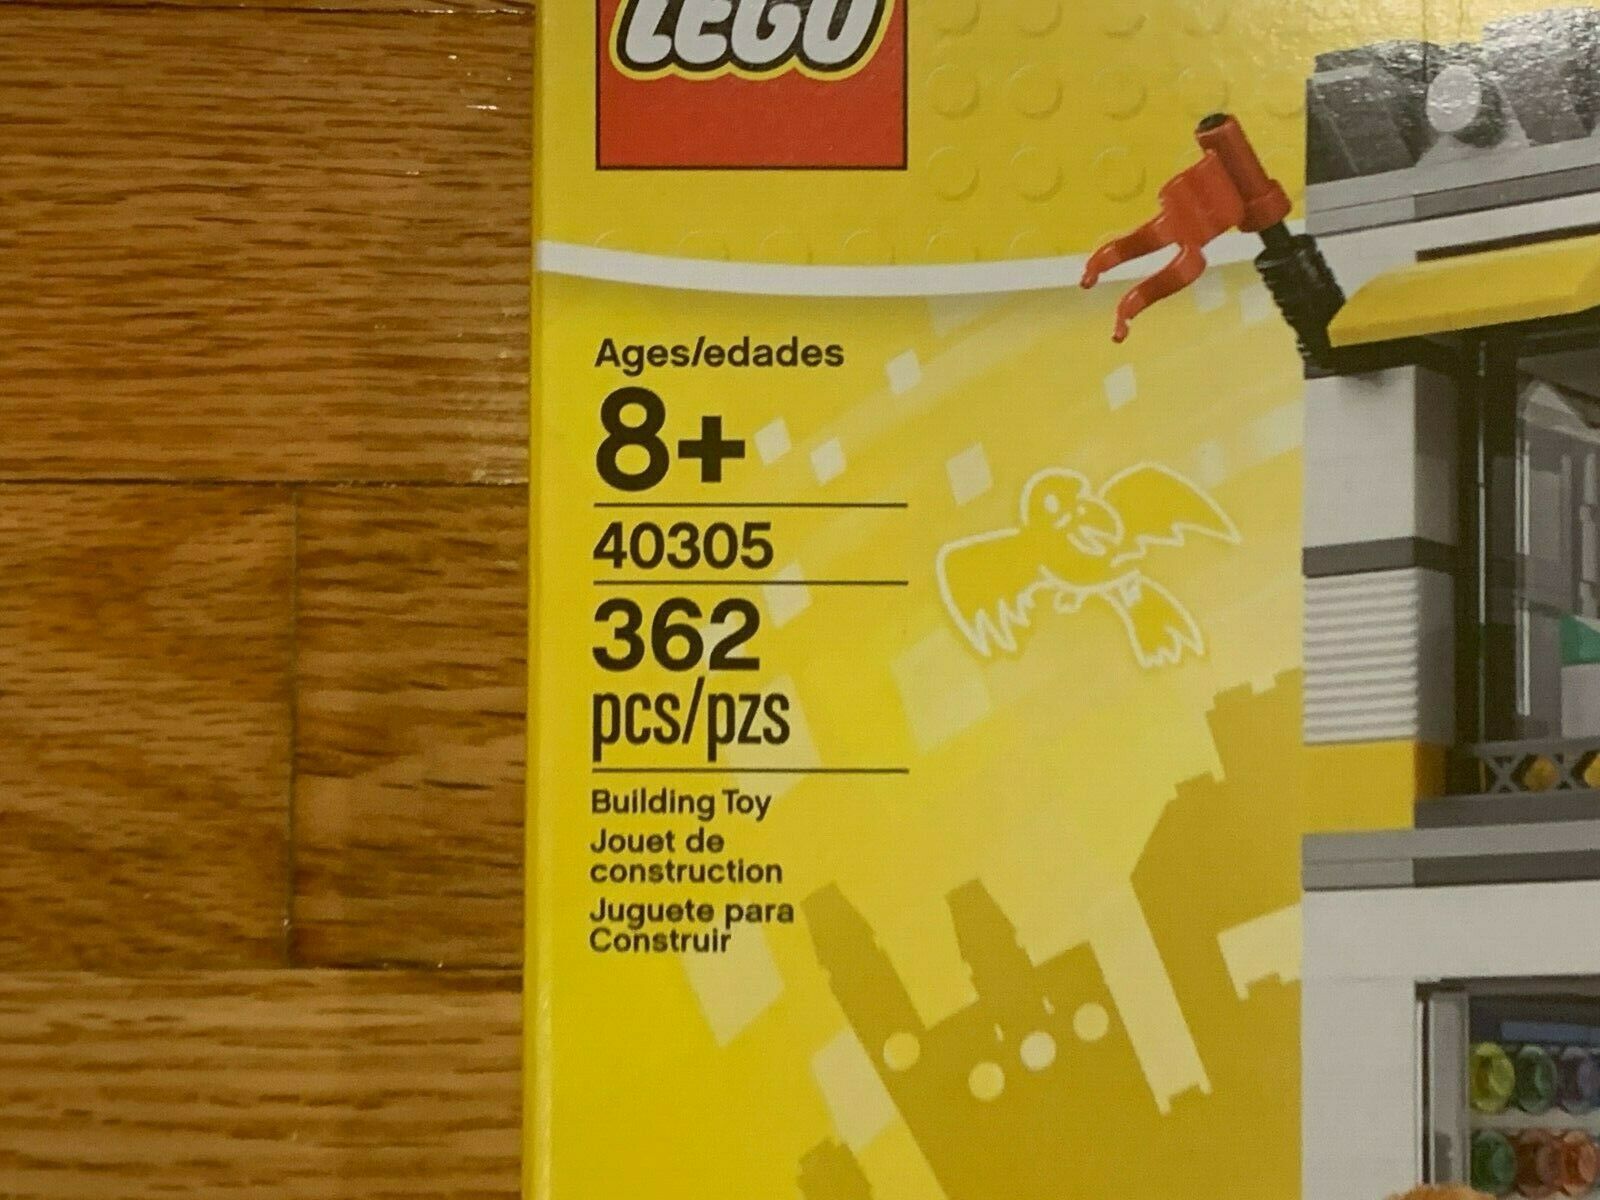 LEGO
Ages/edades
8+
40305
362
pcs/pzs
Building Toy
Jouet de
construction
Juguete para
Construir